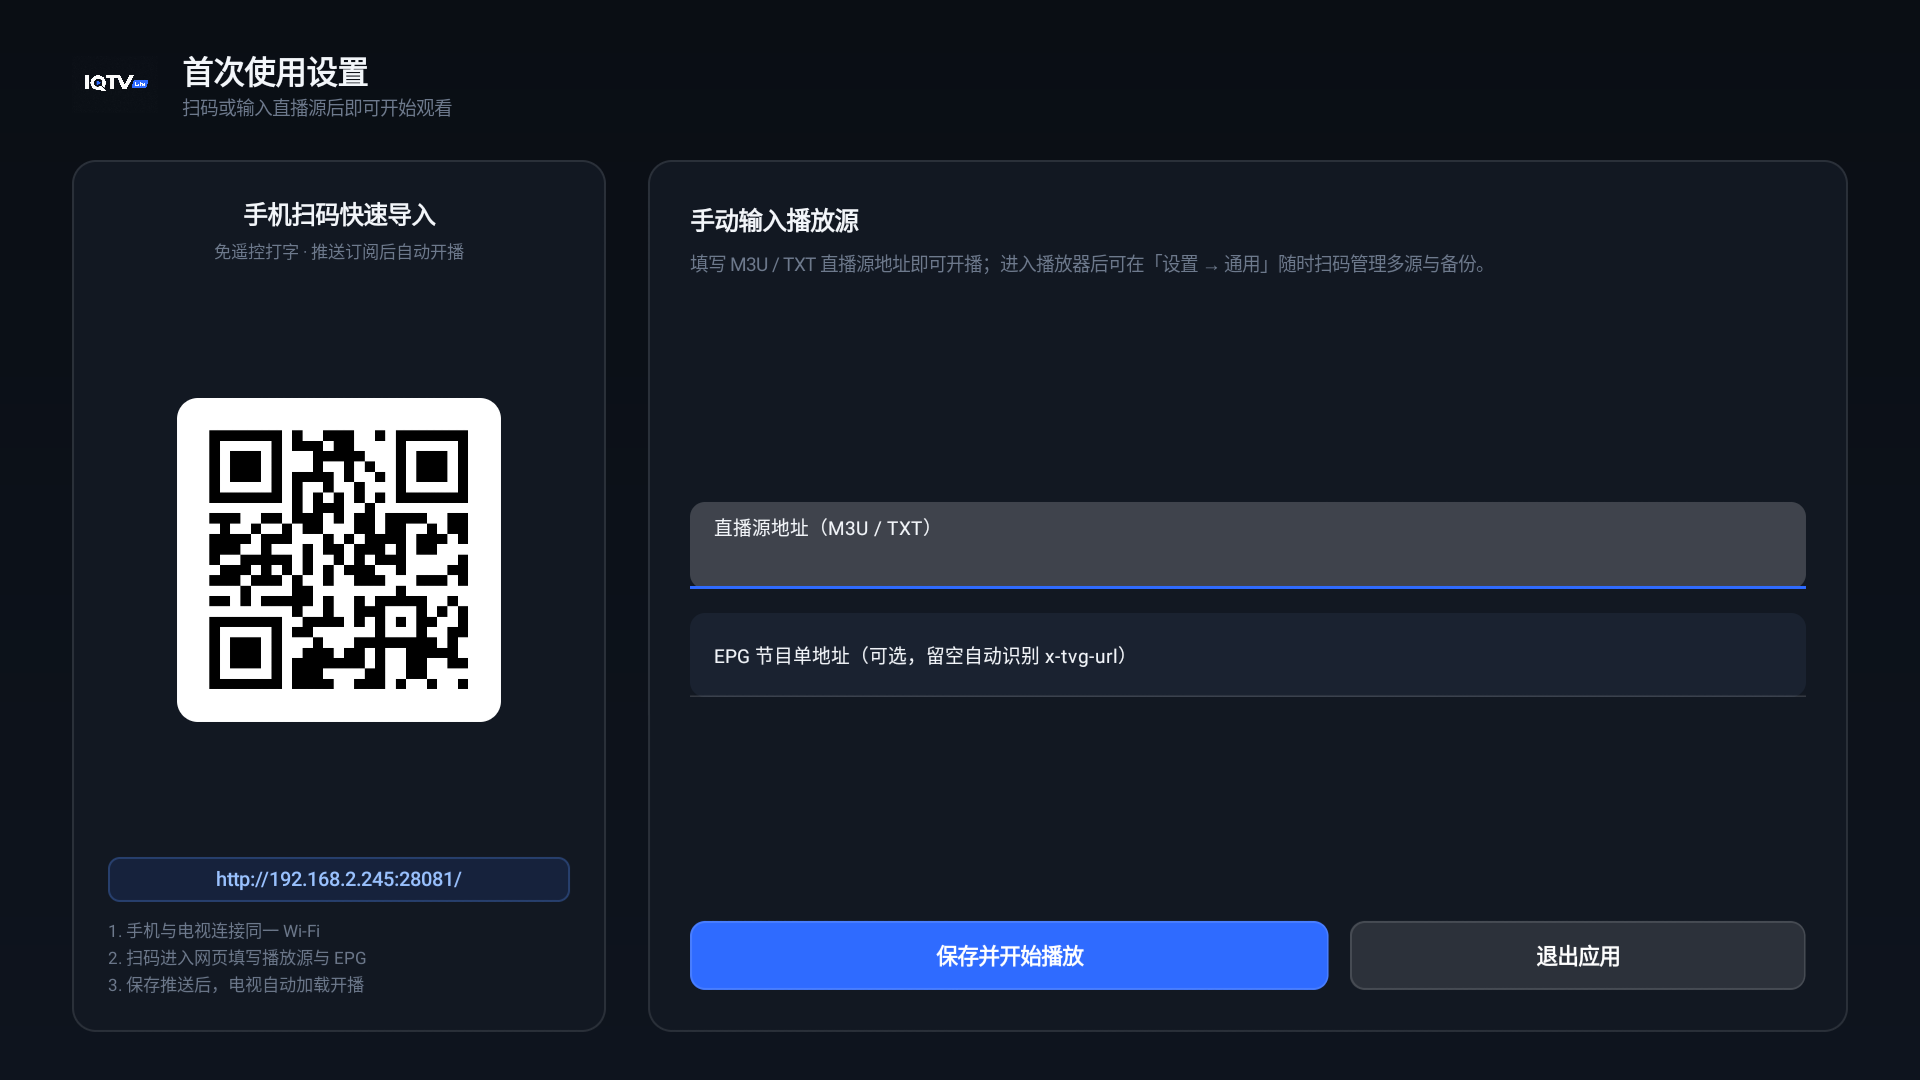 IQTV Lite
首次使用设置
扫码或输入直播源后即可开始观看
手机扫码快速导入
免遥控打字 · 推送订阅后自动开播
http://192.168.2.245:28081/
1. 手机与电视连接同一 Wi-Fi
2. 扫码进入网页填写播放源与 EPG
3. 保存推送后，电视自动加载开播
手动输入播放源
填写 M3U / TXT 直播源地址即可开播；进入播放器后可在「设置 → 通用」随时扫码管理多源与备份。
直播源地址（M3U / TXT）
EPG 节目单地址（可选，留空自动识别 x-tvg-url）
保存并开始播放
退出应用